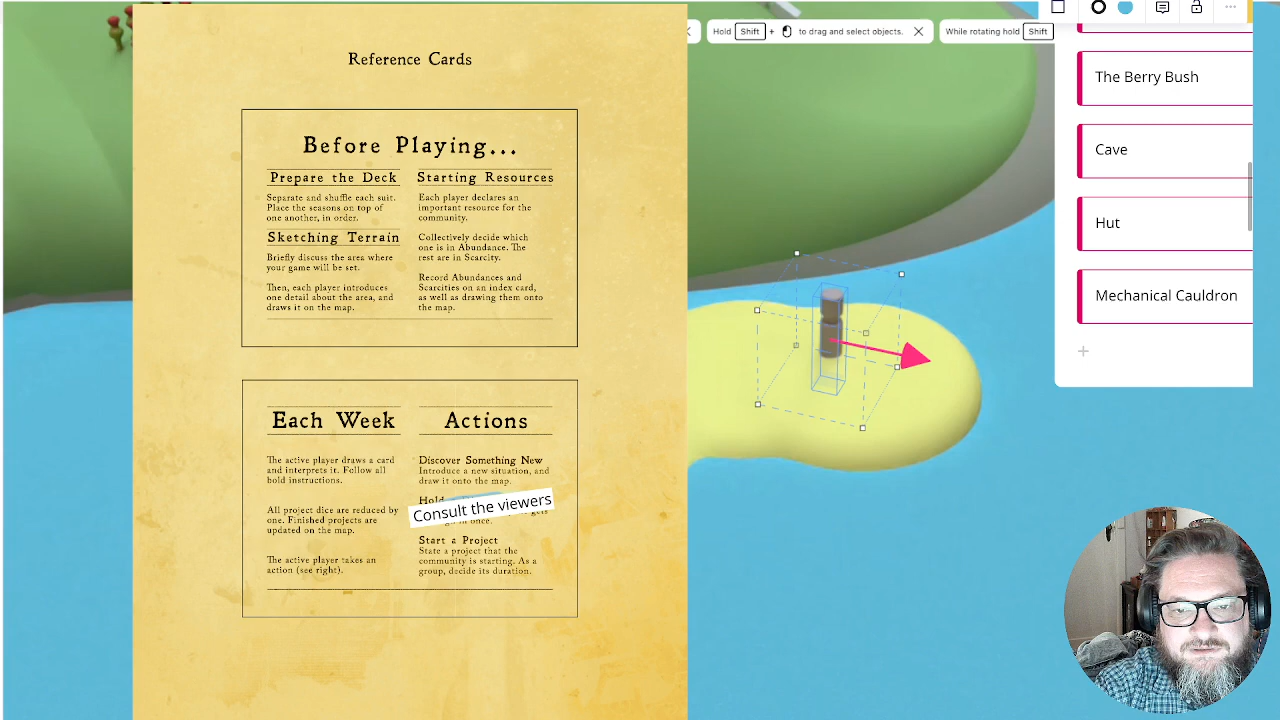 Reference Cards
Before Playing...
Prepare the Deck
Separate and shuffle each suit.
Place the seasons on top of
one another, in order.
Sketching Terrain
Briefly discuss the area where
your game will be set.
Then, each player introduces
one detail about the area, and
draws it on the map.
Starting Resources
Each player declares an
important resource for the
community.
Collectively decide which
one is in Abundance. The
rest are in Scarcity.
Record Abundances and
Scarcities on an index card,
as well as drawing them onto
the map.
Each Week
The active player draws a card
and interprets it. Follow all
bold instructions.
All project dice are reduced by
one. Finished projects are
updated on the map.
The active player takes an
action (see right).
Actions
Discover Something New
Introduce a new situation, and
draw it onto the map.
Hold
Consult the viewers
once.
Start a Project
State a project that the
community is starting. As a
group, decide its duration.
Hold Shift + to drag and select objects.
While rotating hold Shift
The Berry Bush
Cave
Hut
Mechanical Cauldron